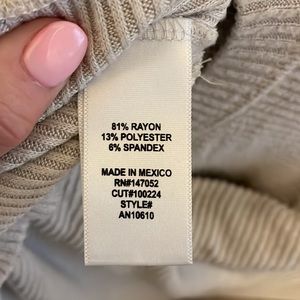 81% RAYON
13% POLYESTER
6% SPANDEX
MADE IN MEXICO
RN#147052
CUT#100224
STYLE#
AN10610